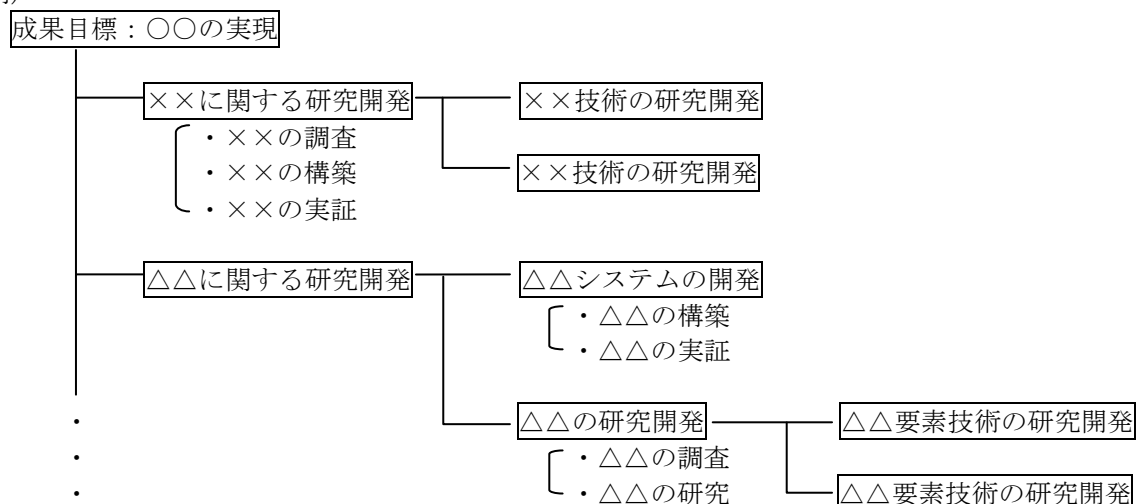 成果目標：○○の実現
××に関する研究開発
・××の調査
・××の構築
・××の実証
××技術の研究開発
××技術の研究開発
△△に関する研究開発
△△システムの開発
・△△の構築
・△△の実証
△△の研究開発
・△△の調査
・△△の研究
△△要素技術の研究開発
△△要素技術の研究開発
・
・
・